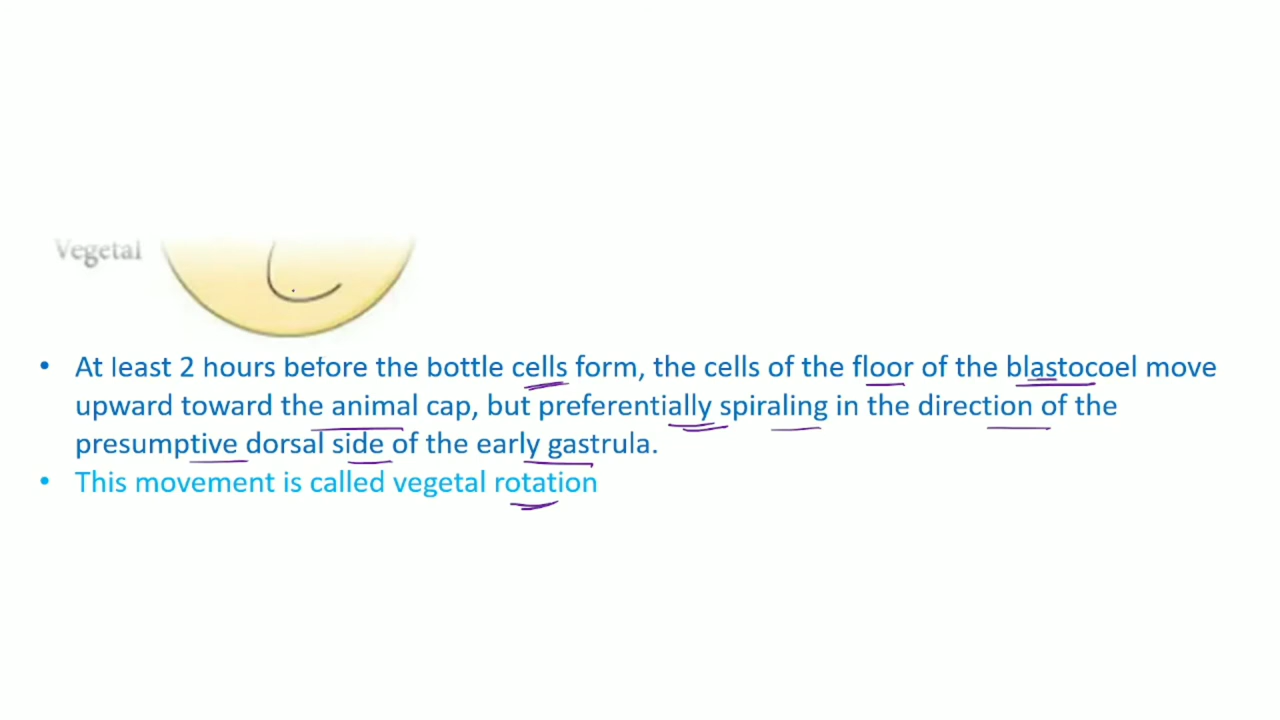 Vegetal
• At least 2 hours before the bottle cells form, the cells of the floor of the blastocoel move
upward toward the animal cap, but preferentially spiraling in the direction of the
presumptive dorsal side of the early gastrula.
• This movement is called vegetal rotation